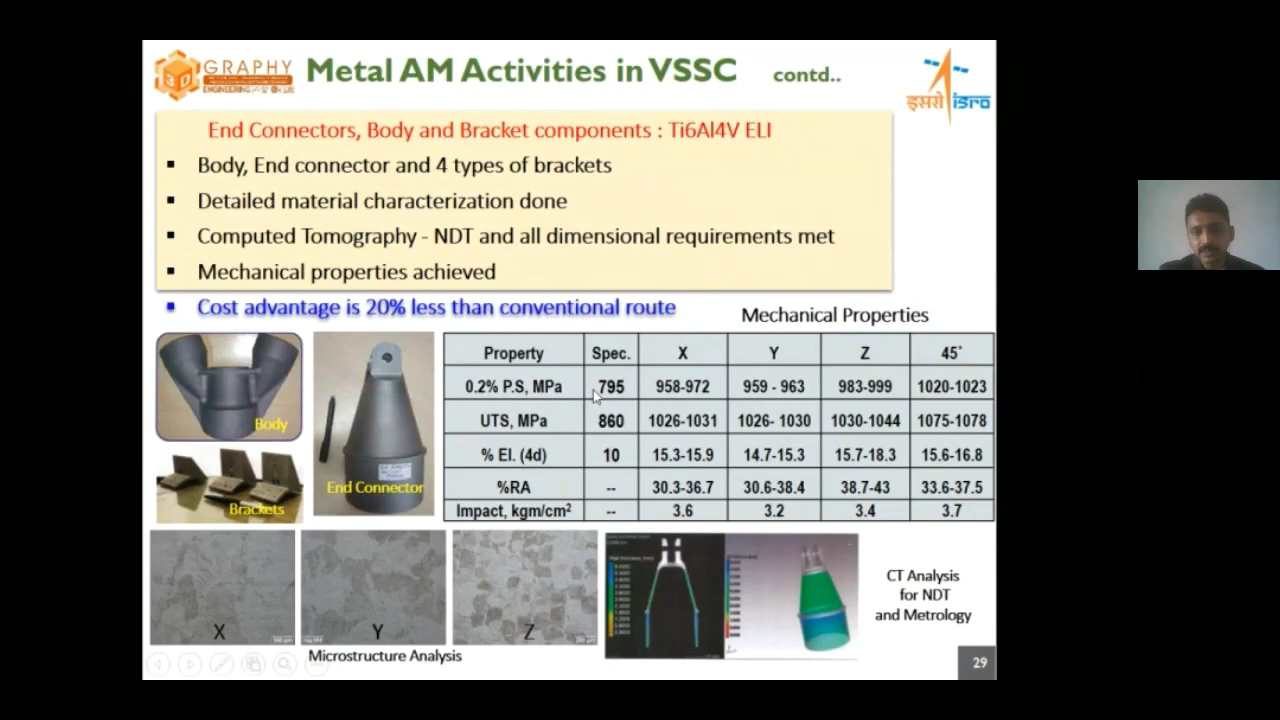 3D GRAPHY
ENGINEERING
Metal AM Activities in VSSC contd..
इसरो isro
End Connectors, Body and Bracket components : Ti6Al4V ELI
▪ Body, End connector and 4 types of brackets
▪ Detailed material characterization done
▪ Computed Tomography - NDT and all dimensional requirements met
▪ Mechanical properties achieved
▪ Cost advantage is 20% less than conventional route
Mechanical Properties
Property Spec. X Y Z 45°
0.2% P.S, MPa 795 958-972 959 - 963 983-999 1020-1023
UTS, MPa 860 1026-1031 1026- 1030 1030-1044 1075-1078
% El. (4d) 10 15.3-15.9 14.7-15.3 15.7-18.3 15.6-16.8
%RA -- 30.3-36.7 30.6-38.4 38.7-43 33.6-37.5
Impact, kgm/cm² -- 3.6 3.2 3.4 3.7
Body
End Connector
Brackets
X
Y
Z
Microstructure Analysis
CT Analysis
for NDT
and Metrology
29